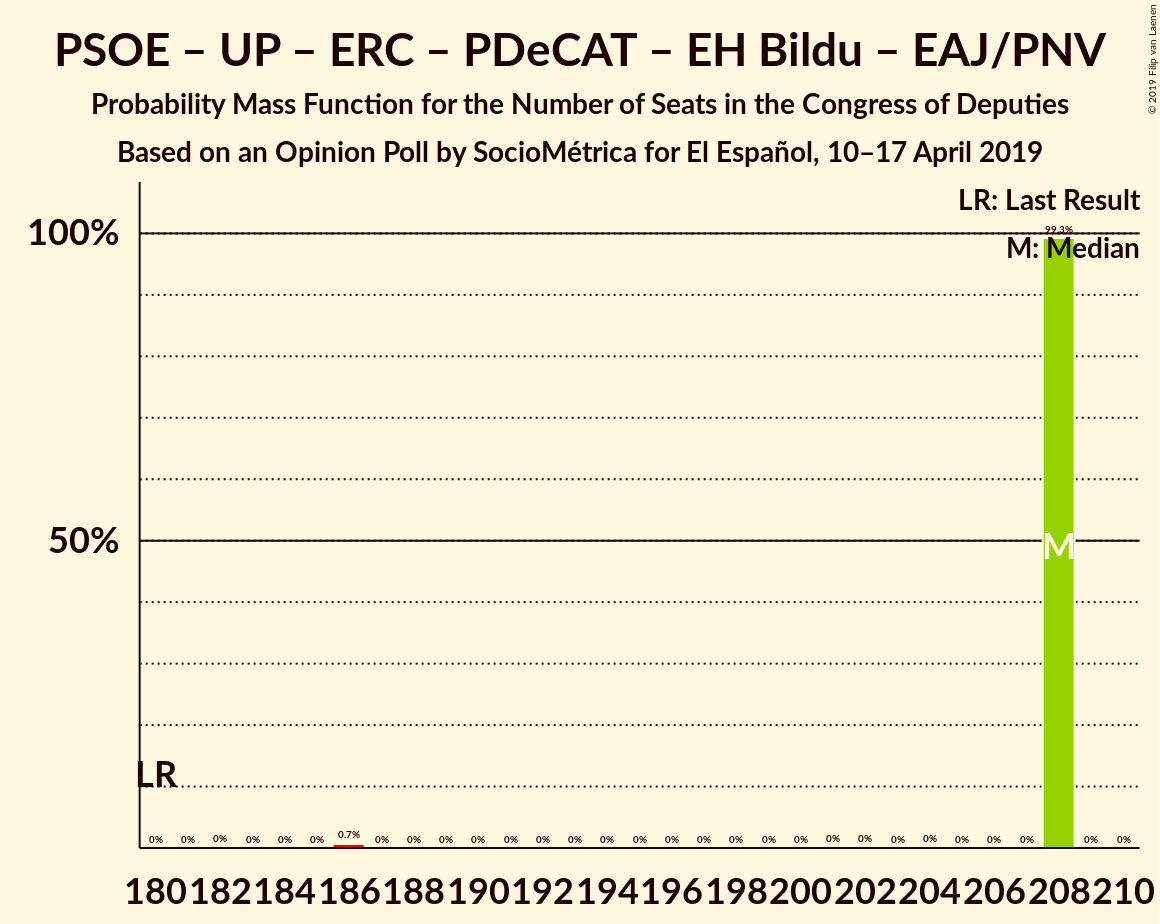 PSOE – UP – ERC – PDeCAT – EH Bildu – EAJ/PNV
Probability Mass Function for the Number of Seats in the Congress of Deputies
Based on an Opinion Poll by SocioMétrica for El Español, 10–17 April 2019
© 2019 Filip van Laenen
LR: Last Result
M: Median
100%
50%
99.3%
M
LR
0% 0% 0% 0% 0% 0% 0.7% 0% 0% 0% 0% 0% 0% 0% 0% 0% 0% 0% 0% 0% 0% 0% 0% 0% 0% 0% 0% 0% 0% 0%
180 182 184 186 188 190 192 194 196 198 200 202 204 206 208 210